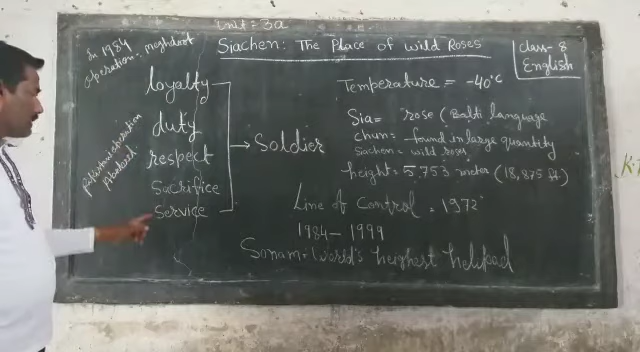 Unit = 3a
Siachen: The Place of Wild Roses
Class- 8
English
In 1984
operation: meghdoot
loyalty
duty
respect
Sacrifice
Service
Soldier
Temperature = -40°C
Sia= rose (Balti language
chun= found in large quantity
Siachen= wild roses
height= 5,753 meter (18,875 ft)
Line of Control = 1972
1984 - 1999
Sonam= World's heighest helipad